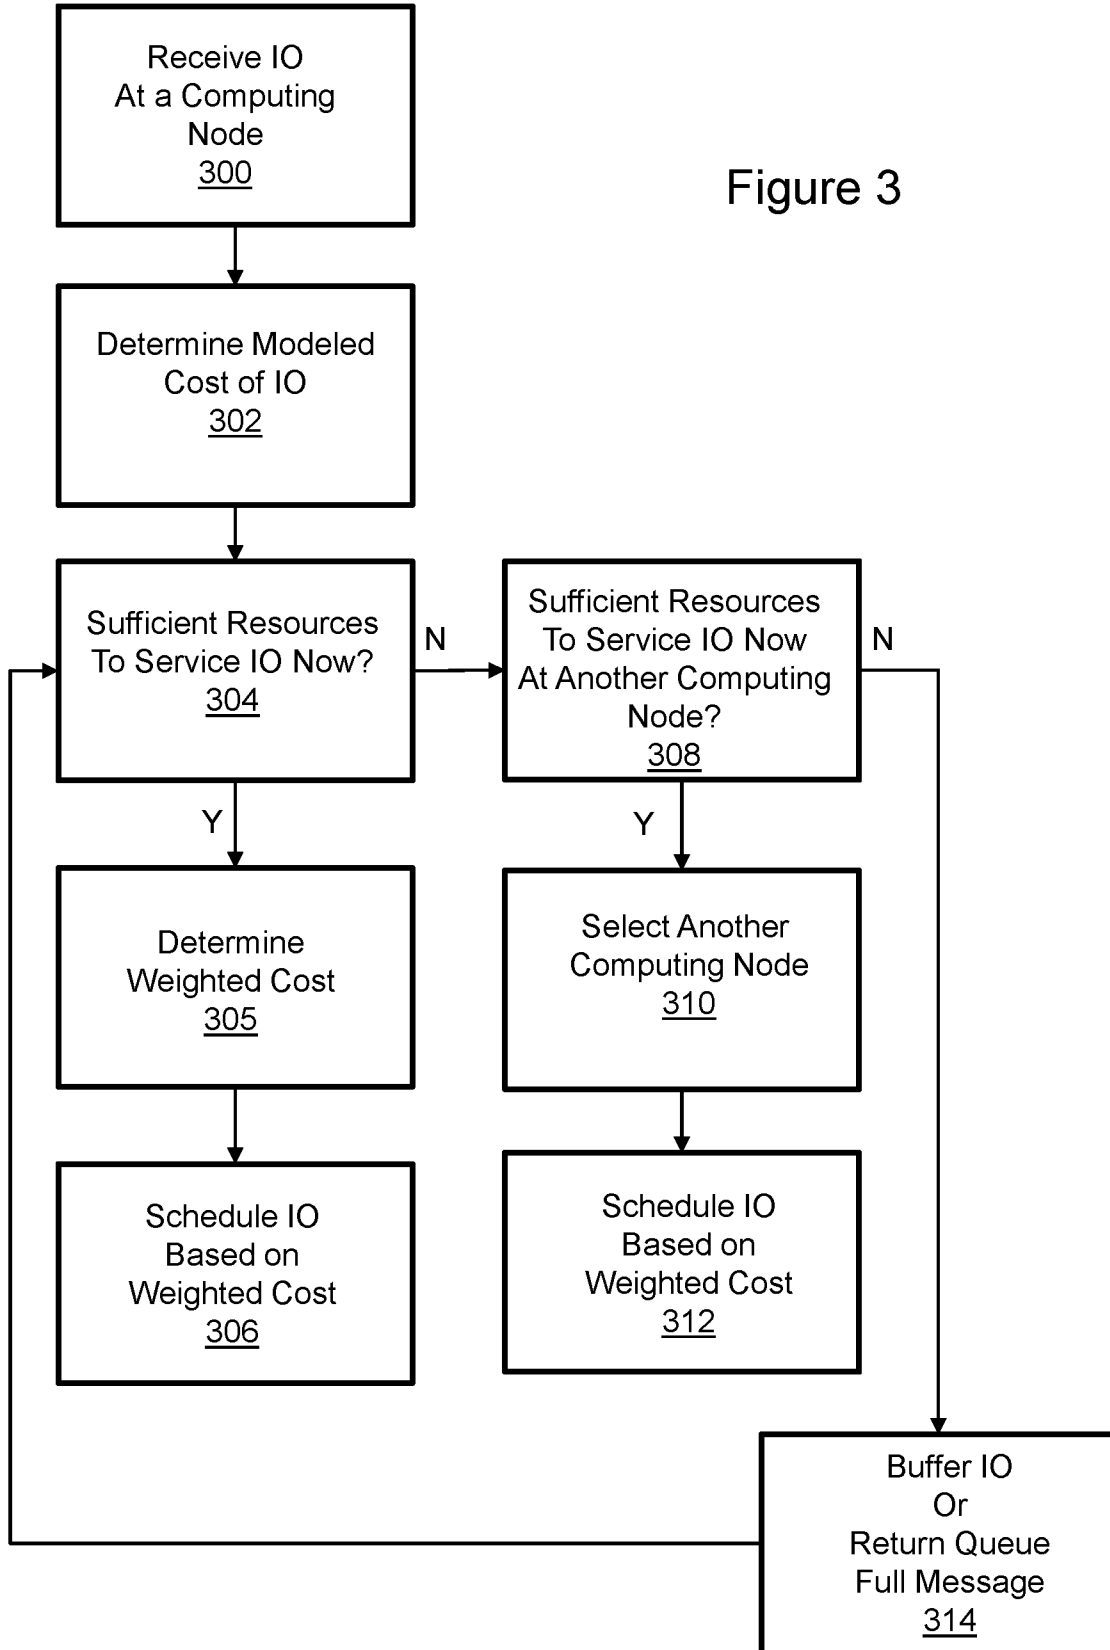 Receive IO
At a Computing
Node
300
Figure 3
Determine Modeled
Cost of IO
302
Sufficient Resources
To Service IO Now?
304
N
Sufficient Resources
To Service IO Now
At Another Computing
Node?
308
N
Y
Y
Determine
Weighted Cost
305
Select Another
Computing Node
310
Schedule IO
Based on
Weighted Cost
306
Schedule IO
Based on
Weighted Cost
312
Buffer IO
Or
Return Queue
Full Message
314